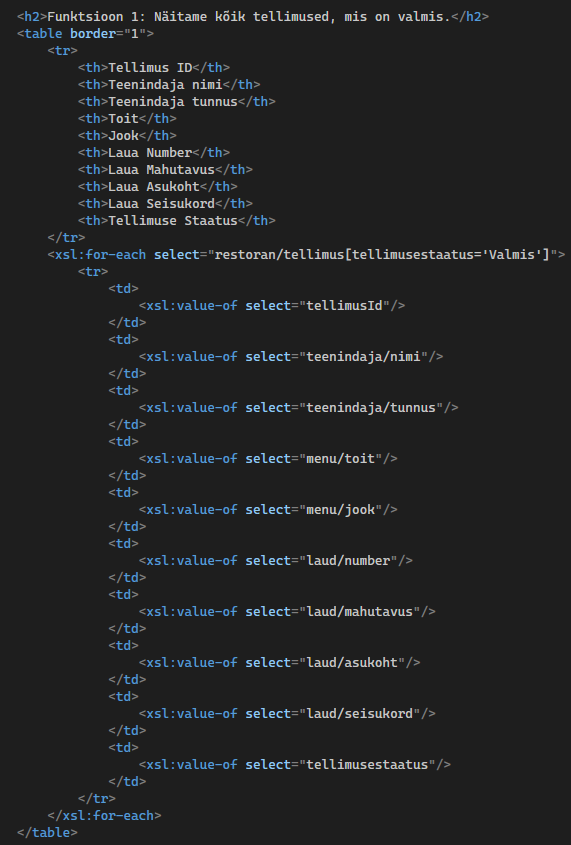 <h2>Funktsioon 1: Näitame kõik tellimused, mis on valmis.</h2>
<table border="1">
    <tr>
        <th>Tellimus ID</th>
        <th>Teenindaja nimi</th>
        <th>Teenindaja tunnus</th>
        <th>Toit</th>
        <th>Jook</th>
        <th>Laua Number</th>
        <th>Laua Mahutavus</th>
        <th>Laua Asukoht</th>
        <th>Laua Seisukord</th>
        <th>Tellimuse Staatus</th>
    </tr>
    <xsl:for-each select="restoran/tellimus[tellimusestaatus='Valmis']">
        <tr>
            <td>
                <xsl:value-of select="tellimusId"/>
            </td>
            <td>
                <xsl:value-of select="teenindaja/nimi"/>
            </td>
            <td>
                <xsl:value-of select="teenindaja/tunnus"/>
            </td>
            <td>
                <xsl:value-of select="menu/toit"/>
            </td>
            <td>
                <xsl:value-of select="menu/jook"/>
            </td>
            <td>
                <xsl:value-of select="laud/number"/>
            </td>
            <td>
                <xsl:value-of select="laud/mahutavus"/>
            </td>
            <td>
                <xsl:value-of select="laud/asukoht"/>
            </td>
            <td>
                <xsl:value-of select="laud/seisukord"/>
            </td>
            <td>
                <xsl:value-of select="tellimusestaatus"/>
            </td>
        </tr>
    </xsl:for-each>
</table>